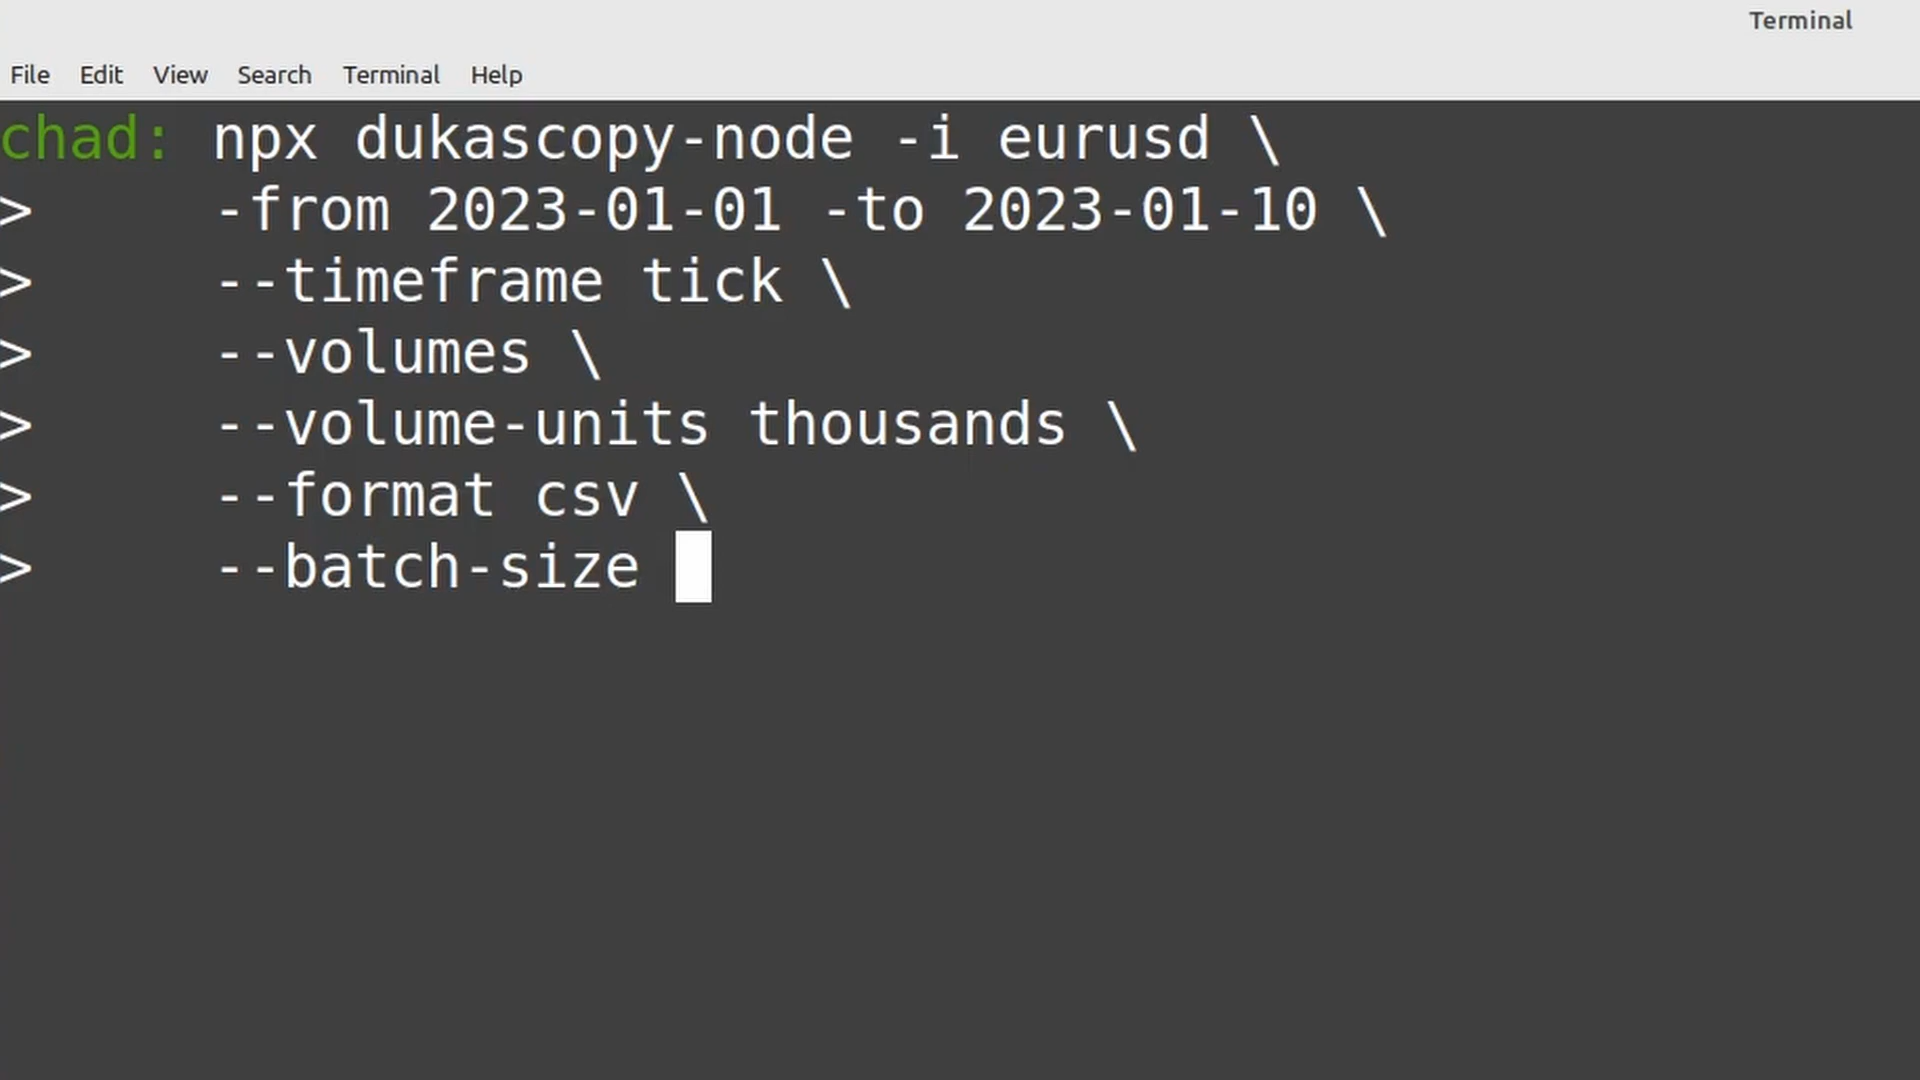 Terminal
File Edit View Search Terminal Help
chad: npx dukascopy-node -i eurusd \
> -from 2023-01-01 -to 2023-01-10 \
> --timeframe tick \
> --volumes \
> --volume-units thousands \
> --format csv \
> --batch-size